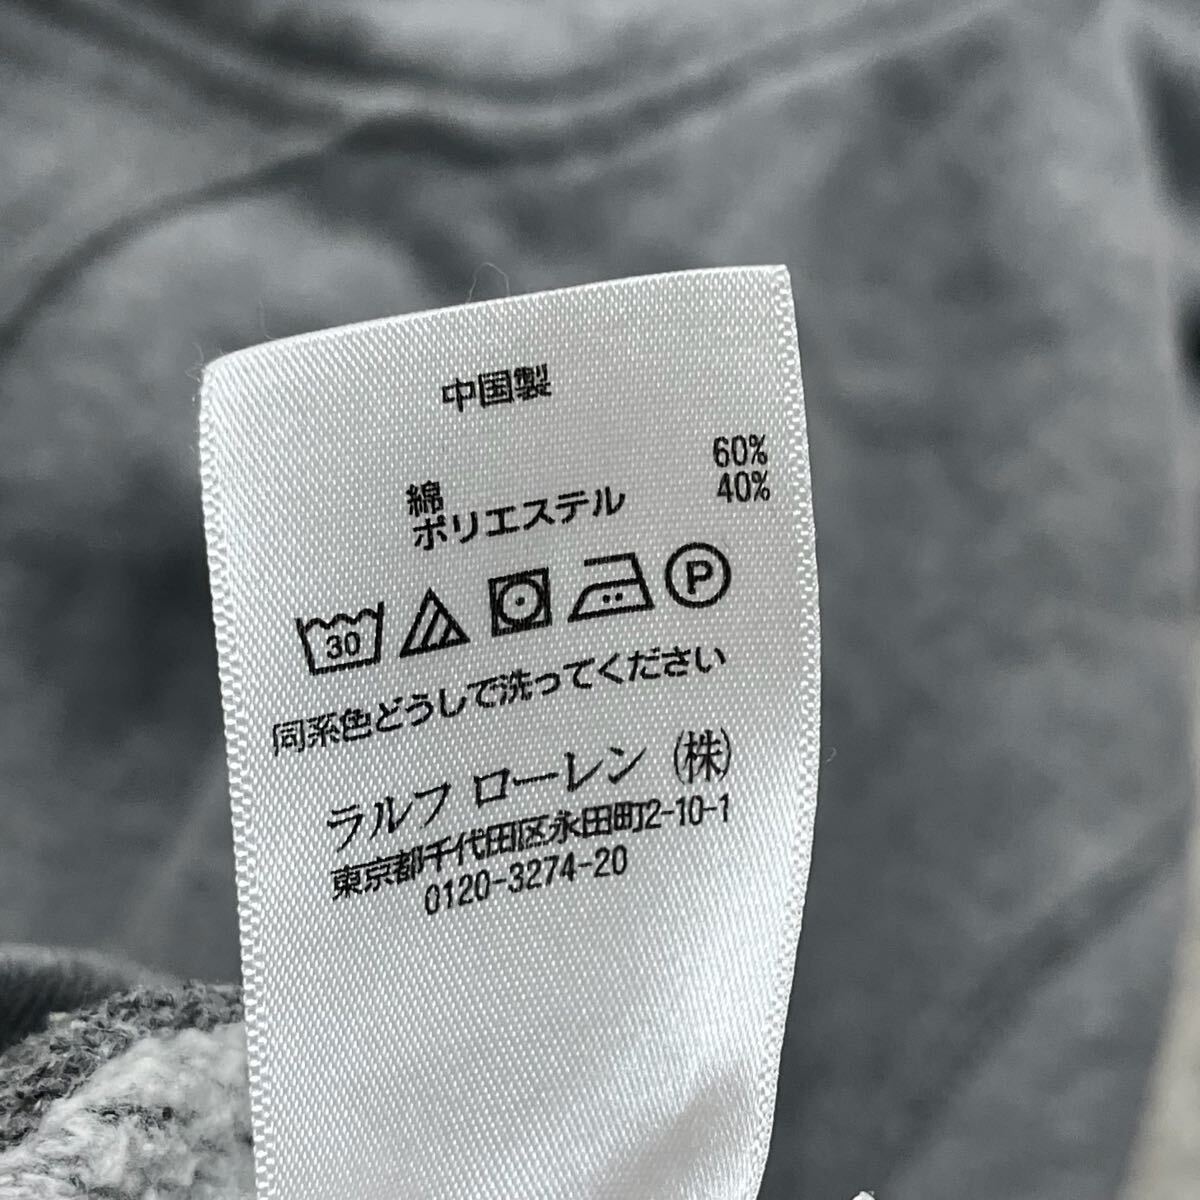 中国製
綿 60%
ポリエステル 40%
30 P
同系色どうしで洗ってください
ラルフ ローレン (株)
東京都千代田区永田町2-10-1
0120-3274-20